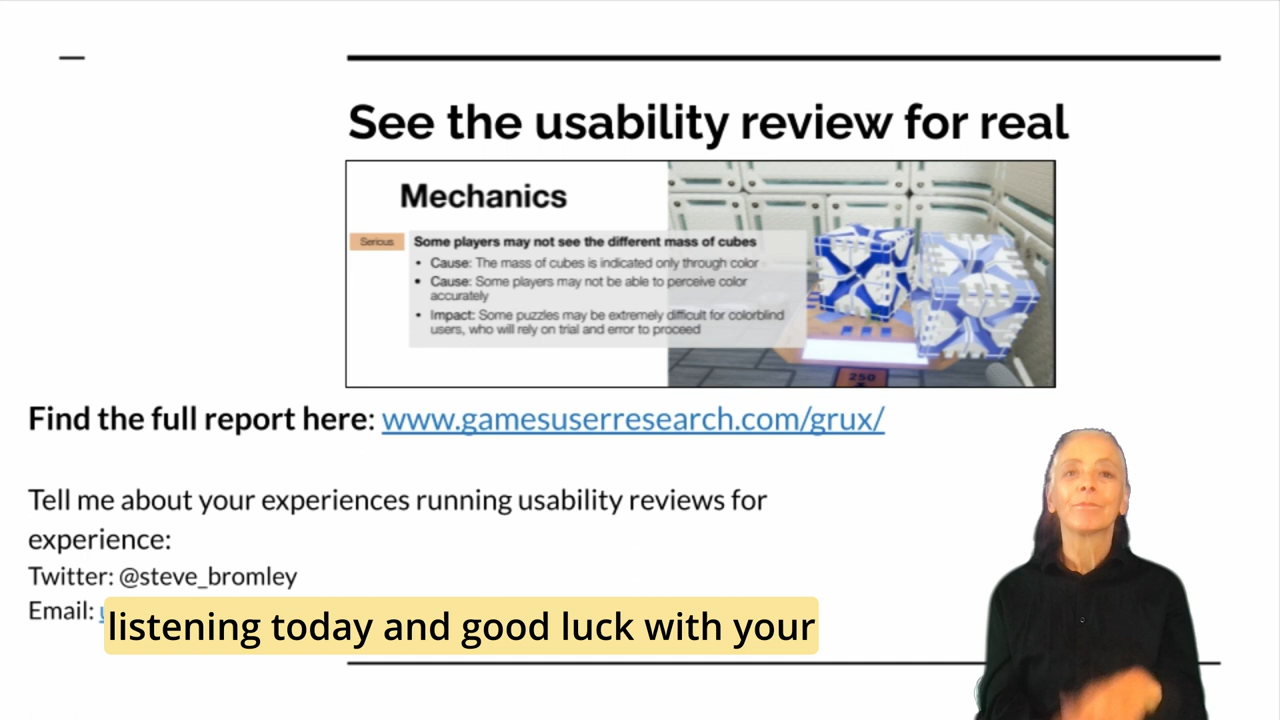 See the usability review for real
Mechanics
Serious
Some players may not see the different mass of cubes
• Cause: The mass of cubes is indicated only through color
• Cause: Some players may not be able to perceive color
accurately
• Impact: Some puzzles may be extremely difficult for colorblind
users, who will rely on trial and error to proceed
250
Find the full report here: www.gamesuserresearch.com/grux/
Tell me about your experiences running usability reviews for
experience:
Twitter: @steve_bromley
Email:
listening today and good luck with your